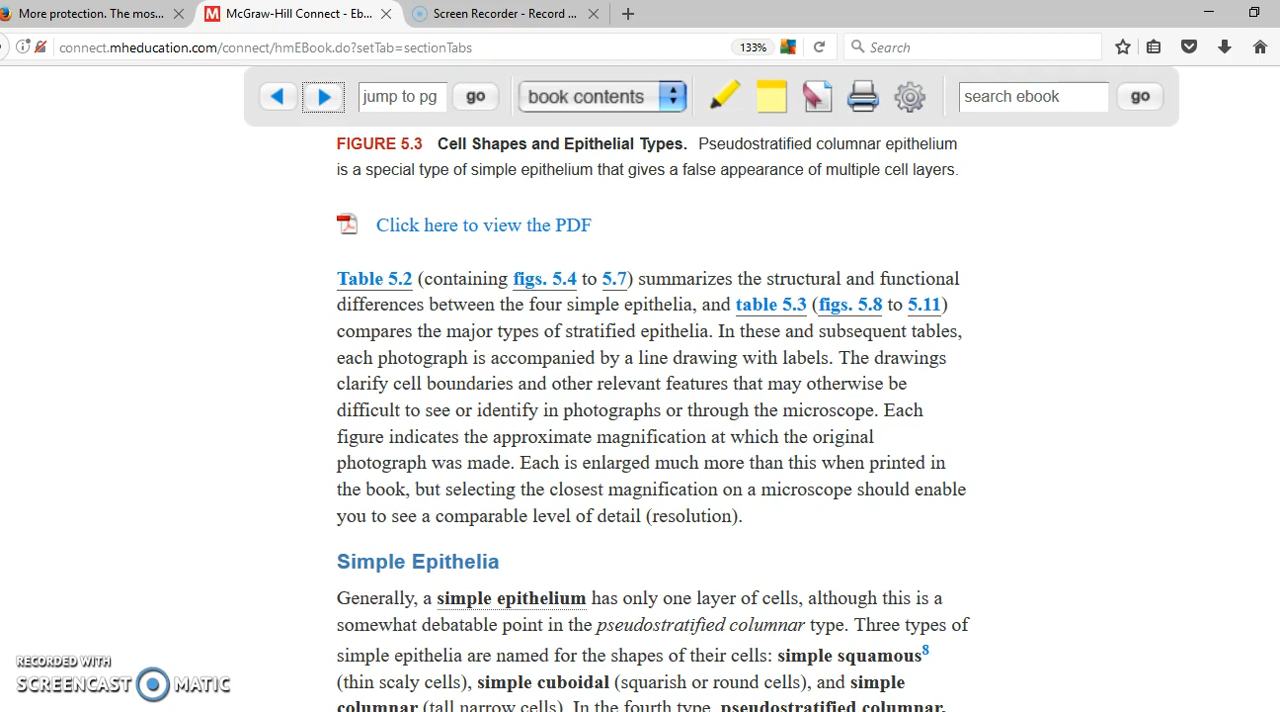 More protection. The mos...
McGraw-Hill Connect - Eb...
Screen Recorder - Record ...
connect.mheducation.com/connect/hmEBook.do?setTab=sectionTabs
133%
Search
jump to pg
go
book contents
search ebook
go
FIGURE 5.3 Cell Shapes and Epithelial Types. Pseudostratified columnar epithelium
is a special type of simple epithelium that gives a false appearance of multiple cell layers.
Click here to view the PDF
Table 5.2 (containing figs. 5.4 to 5.7) summarizes the structural and functional
differences between the four simple epithelia, and table 5.3 (figs. 5.8 to 5.11)
compares the major types of stratified epithelia. In these and subsequent tables,
each photograph is accompanied by a line drawing with labels. The drawings
clarify cell boundaries and other relevant features that may otherwise be
difficult to see or identify in photographs or through the microscope. Each
figure indicates the approximate magnification at which the original
photograph was made. Each is enlarged much more than this when printed in
the book, but selecting the closest magnification on a microscope should enable
you to see a comparable level of detail (resolution).
Simple Epithelia
Generally, a simple epithelium has only one layer of cells, although this is a
somewhat debatable point in the pseudostratified columnar type. Three types of
simple epithelia are named for the shapes of their cells: simple squamous8
(thin scaly cells), simple cuboidal (squarish or round cells), and simple
columnar (tall narrow cells). In the fourth type, pseudostratified columnar,
RECORDED WITH
SCREENCAST MATIC